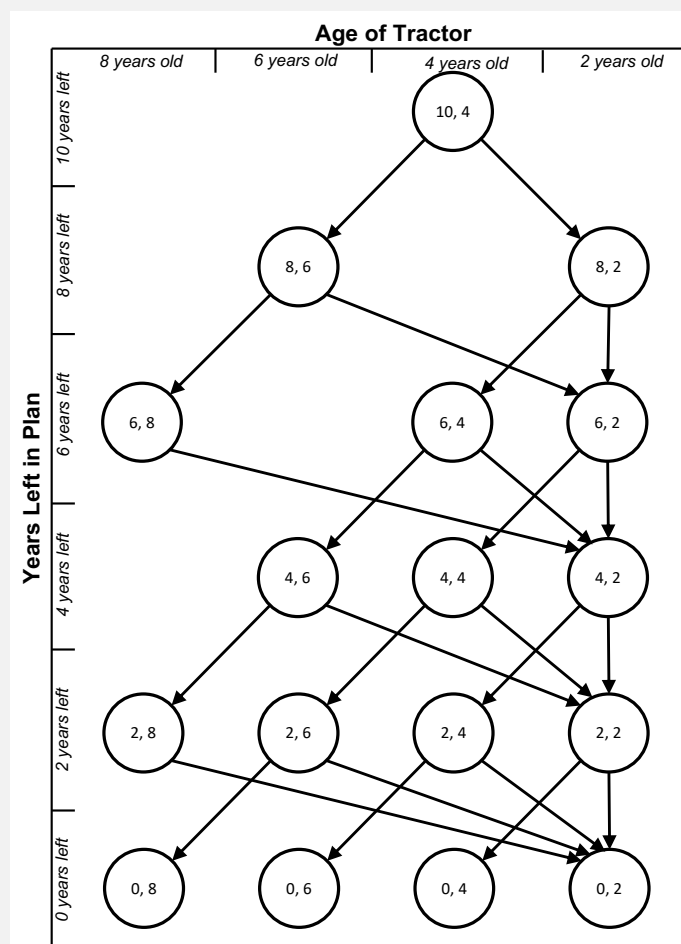 Age of Tractor
8 years old
6 years old
4 years old
2 years old
Years Left in Plan
10 years left
10, 4
8 years left
8, 6
8, 2
6 years left
6, 8
6, 4
6, 2
4 years left
4, 6
4, 4
4, 2
2 years left
2, 8
2, 6
2, 4
2, 2
0 years left
0, 8
0, 6
0, 4
0, 2